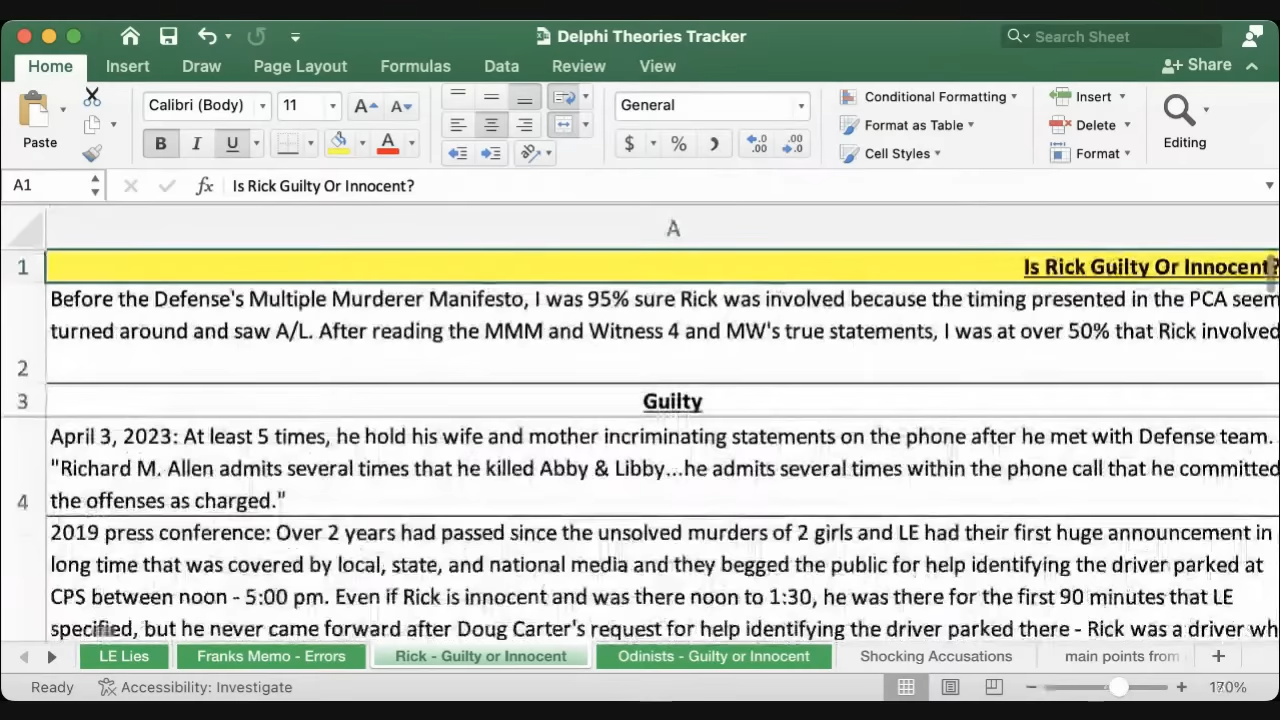 Delphi Theories Tracker
Search Sheet
Home Insert Draw Page Layout Formulas Data Review View Share
Paste
Calibri (Body) 11 A A
B I U A
General
$ % )
Conditional Formatting
Format as Table
Cell Styles
Insert
Delete
Format
Editing
A1 fx Is Rick Guilty Or Innocent?
A
1 Is Rick Guilty Or Innocent?
Before the Defense's Multiple Murderer Manifesto, I was 95% sure Rick was involved because the timing presented in the PCA seem
turned around and saw A/L. After reading the MMM and Witness 4 and MW's true statements, I was at over 50% that Rick involved
2
3 Guilty
April 3, 2023: At least 5 times, he hold his wife and mother incriminating statements on the phone after he met with Defense team.
"Richard M. Allen admits several times that he killed Abby & Libby...he admits several times within the phone call that he committed
4 the offenses as charged."
2019 press conference: Over 2 years had passed since the unsolved murders of 2 girls and LE had their first huge announcement in
long time that was covered by local, state, and national media and they begged the public for help identifying the driver parked at
CPS between noon - 5:00 pm. Even if Rick is innocent and was there noon to 1:30, he was there for the first 90 minutes that LE
specified, but he never came forward after Doug Carter's request for help identifying the driver parked there - Rick was a driver wh
LE Lies Franks Memo - Errors Rick - Guilty or Innocent Odinists - Guilty or Innocent Shocking Accusations main points from
Ready Accessibility: Investigate 170%